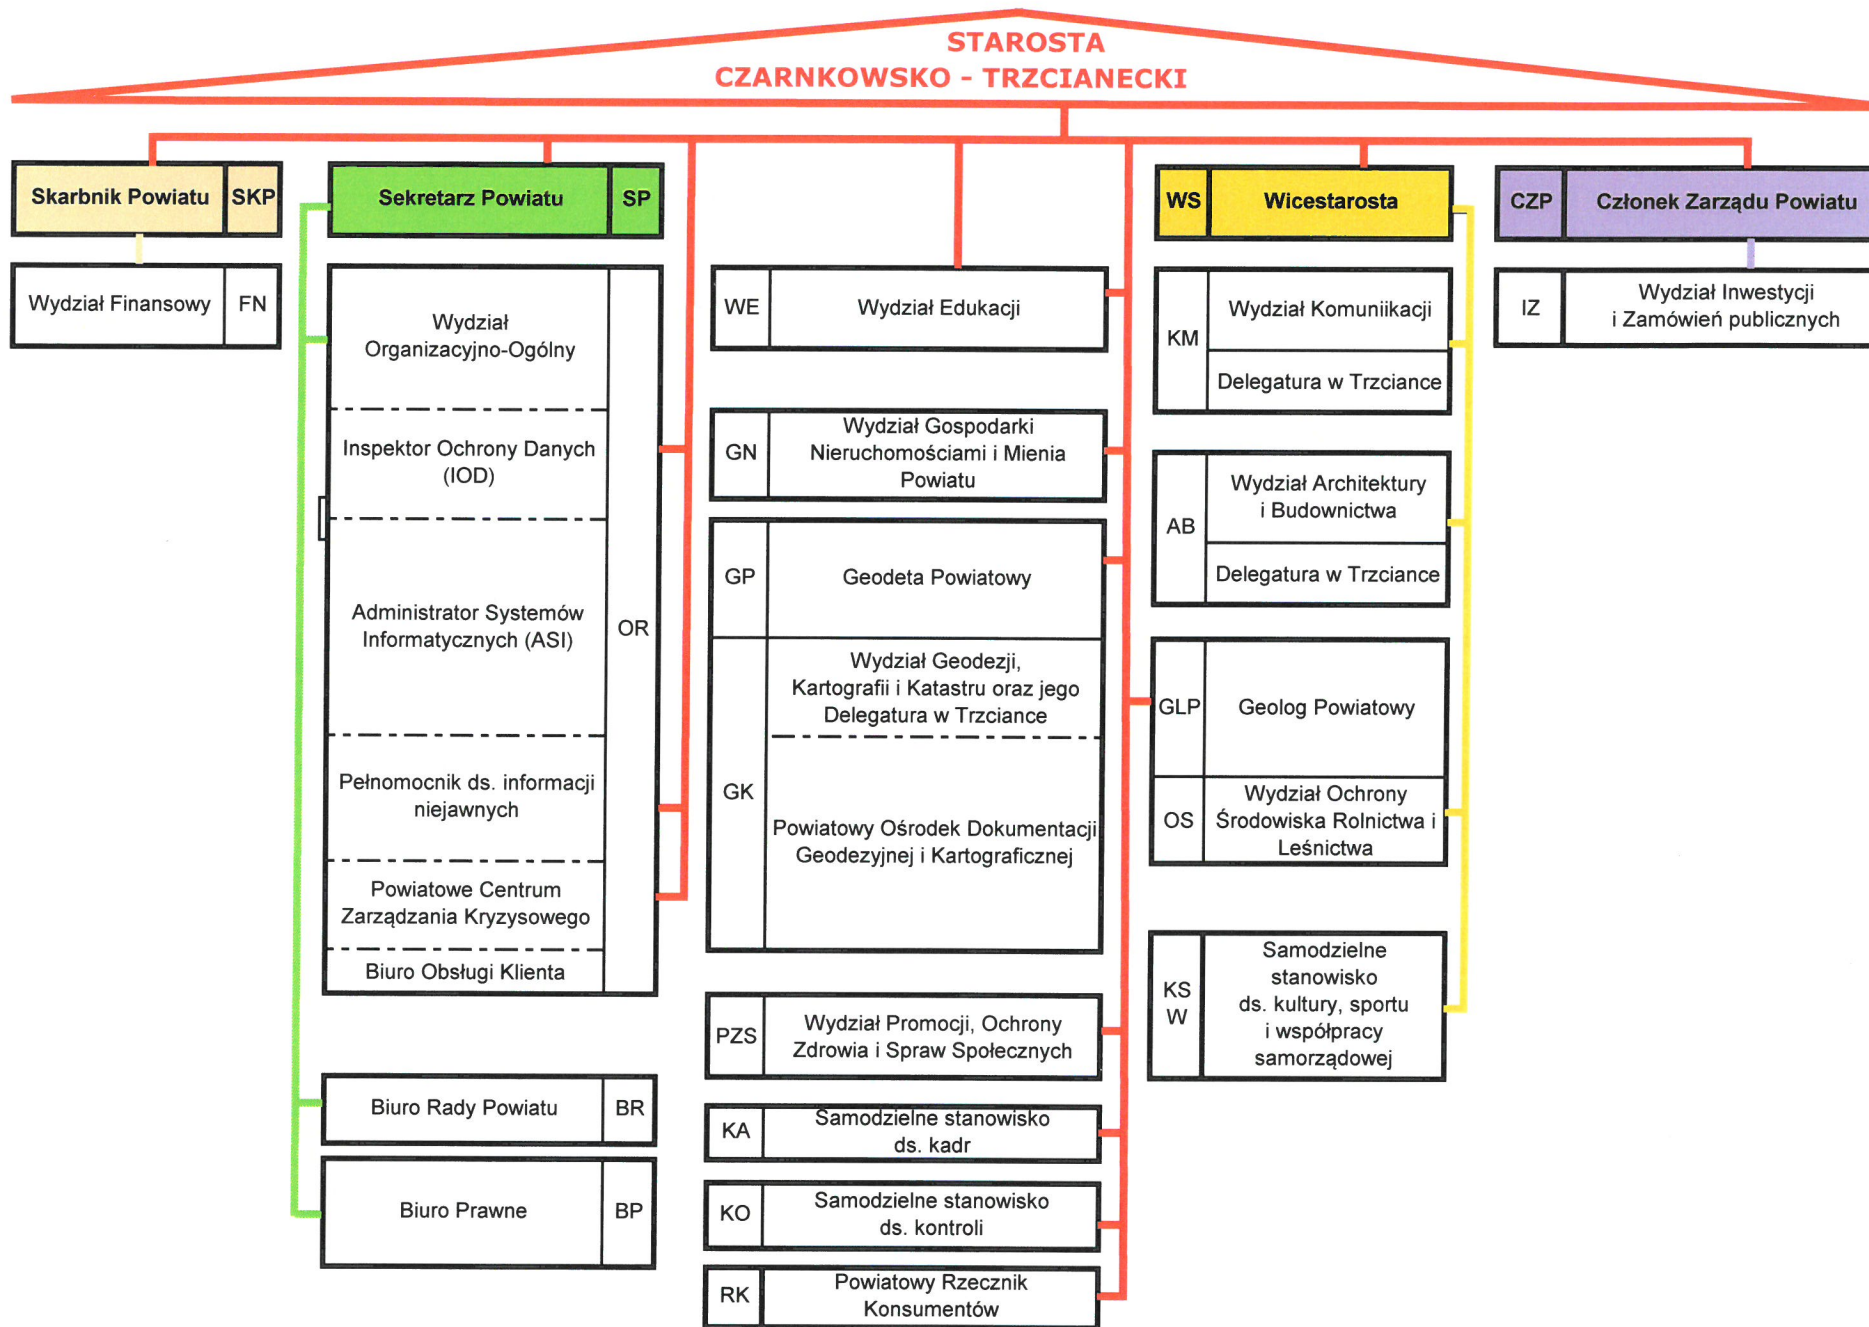 STAROSTA
CZARNKOWSKO - TRZCIANECKI
Skarbnik Powiatu SKP
Wydział Finansowy FN
Sekretarz Powiatu SP
Wydział
Organizacyjno-Ogólny
Inspektor Ochrony Danych
(IOD)
Administrator Systemów
Informatycznych (ASI)
OR
Pełnomocnik ds. informacji
niejawnych
Powiatowe Centrum
Zarządzania Kryzysowego
Biuro Obsługi Klienta
Biuro Rady Powiatu BR
Biuro Prawne BP
WE Wydział Edukacji
GN
Wydział Gospodarki
Nieruchomościami i Mienia
Powiatu
GP Geodeta Powiatowy
GK
Wydział Geodezji,
Kartografii i Katastru oraz jego
Delegatura w Trzciance
Powiatowy Ośrodek Dokumentacji
Geodezyjnej i Kartograficznej
PZS
Wydział Promocji, Ochrony
Zdrowia i Spraw Społecznych
KA
Samodzielne stanowisko
ds. kadr
KO
Samodzielne stanowisko
ds. kontroli
RK
Powiatowy Rzecznik
Konsumentów
WS Wicestarosta
KM
Wydział Komuniikacji
Delegatura w Trzciance
AB
Wydział Architektury
i Budownictwa
Delegatura w Trzciance
GLP Geolog Powiatowy
OS
Wydział Ochrony
Środowiska Rolnictwa i
Leśnictwa
KS
W
Samodzielne
stanowisko
ds. kultury, sportu
i współpracy
samorządowej
CZP Członek Zarządu Powiatu
IZ
Wydział Inwestycji
i Zamówień publicznych